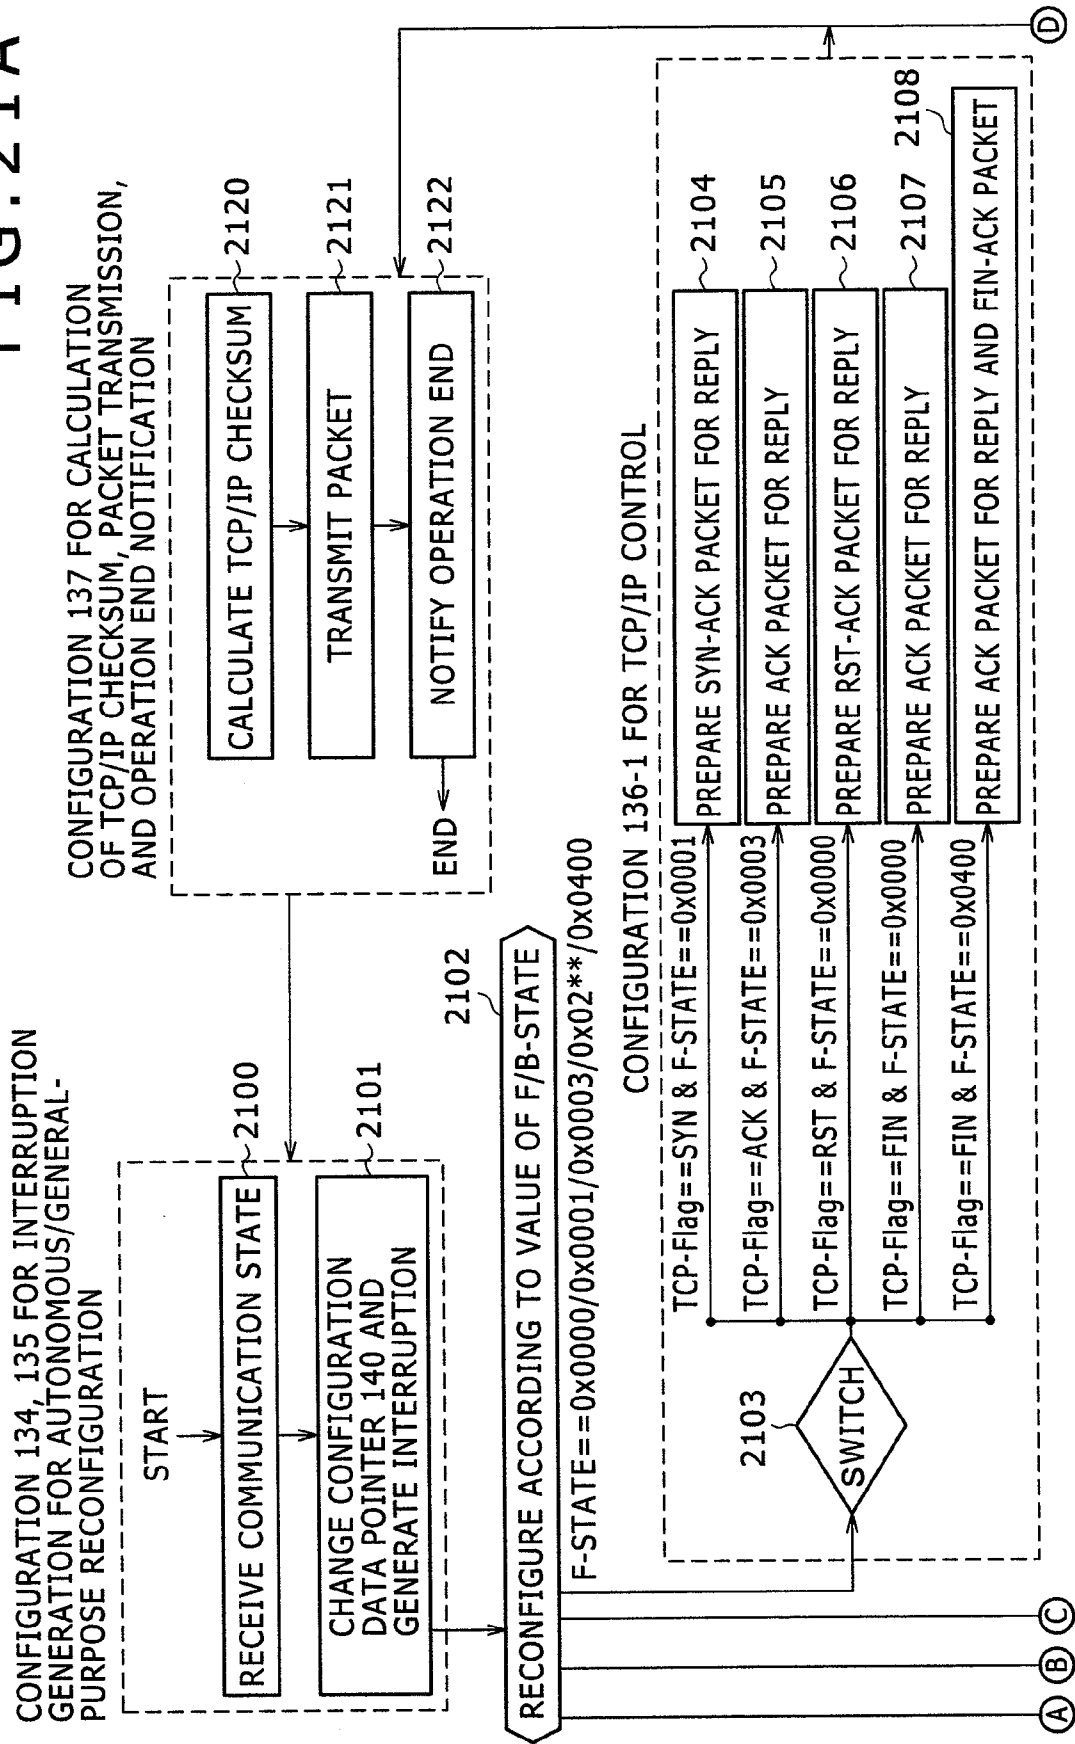 FIG.21A
CONFIGURATION 134, 135 FOR INTERRUPTION
GENERATION FOR AUTONOMOUS/GENERAL-
PURPOSE RECONFIGURATION
START
RECEIVE COMMUNICATION STATE
2100
CHANGE CONFIGURATION
DATA POINTER 140 AND
GENERATE INTERRUPTION
2101
CONFIGURATION 137 FOR CALCULATION
OF TCP/IP CHECKSUM, PACKET TRANSMISSION,
AND OPERATION END NOTIFICATION
CALCULATE TCP/IP CHECKSUM
2120
TRANSMIT PACKET
2121
NOTIFY OPERATION END
2122
END
2102
RECONFIGURE ACCORDING TO VALUE OF F/B-STATE
F-STATE==0x0000/0x0001/0x0003/0x02**/0x0400
CONFIGURATION 136-1 FOR TCP/IP CONTROL
2103
SWITCH
TCP-Flag==SYN & F-STATE==0x0001
PREPARE SYN-ACK PACKET FOR REPLY
2104
TCP-Flag==ACK & F-STATE==0x0003
PREPARE ACK PACKET FOR REPLY
2105
TCP-Flag==RST & F-STATE==0x0000
PREPARE RST-ACK PACKET FOR REPLY
2106
TCP-Flag==FIN & F-STATE==0x0000
PREPARE ACK PACKET FOR REPLY
2107
TCP-Flag==FIN & F-STATE==0x0400
PREPARE ACK PACKET FOR REPLY AND FIN-ACK PACKET
2108
A
B
C
D